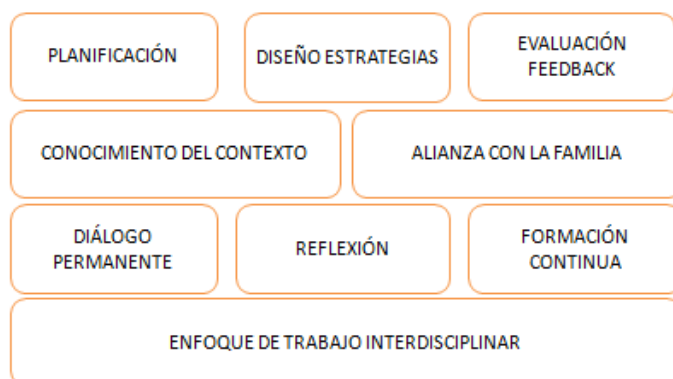 PLANIFICACIÓN
DISEÑO ESTRATEGIAS
EVALUACIÓN
FEEDBACK
CONOCIMIENTO DEL CONTEXTO
ALIANZA CON LA FAMILIA
DIÁLOGO
PERMANENTE
REFLEXIÓN
FORMACIÓN
CONTINUA
ENFOQUE DE TRABAJO INTERDISCIPLINAR